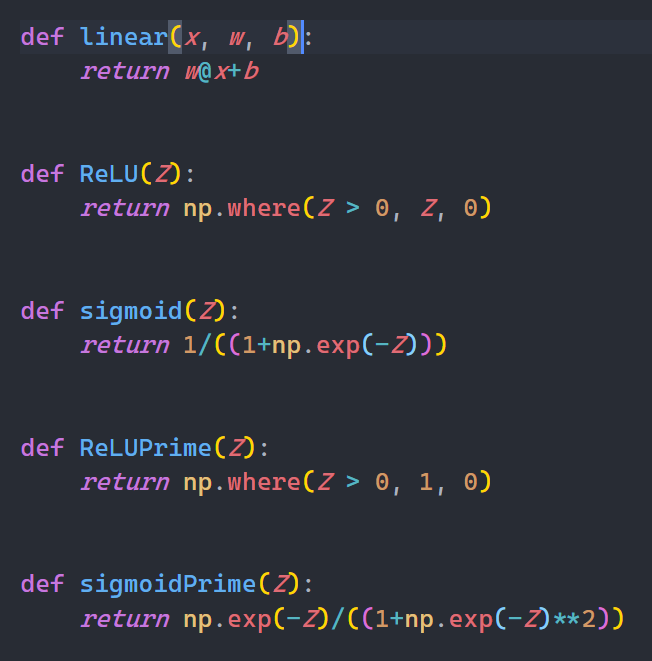 def linear(x, w, b):
    return w@x+b
def ReLU(Z):
    return np.where(Z > 0, Z, 0)
def sigmoid(Z):
    return 1/((1+np.exp(-Z)))
def ReLUPrime(Z):
    return np.where(Z > 0, 1, 0)
def sigmoidPrime(Z):
    return np.exp(-Z)/((1+np.exp(-Z)**2))